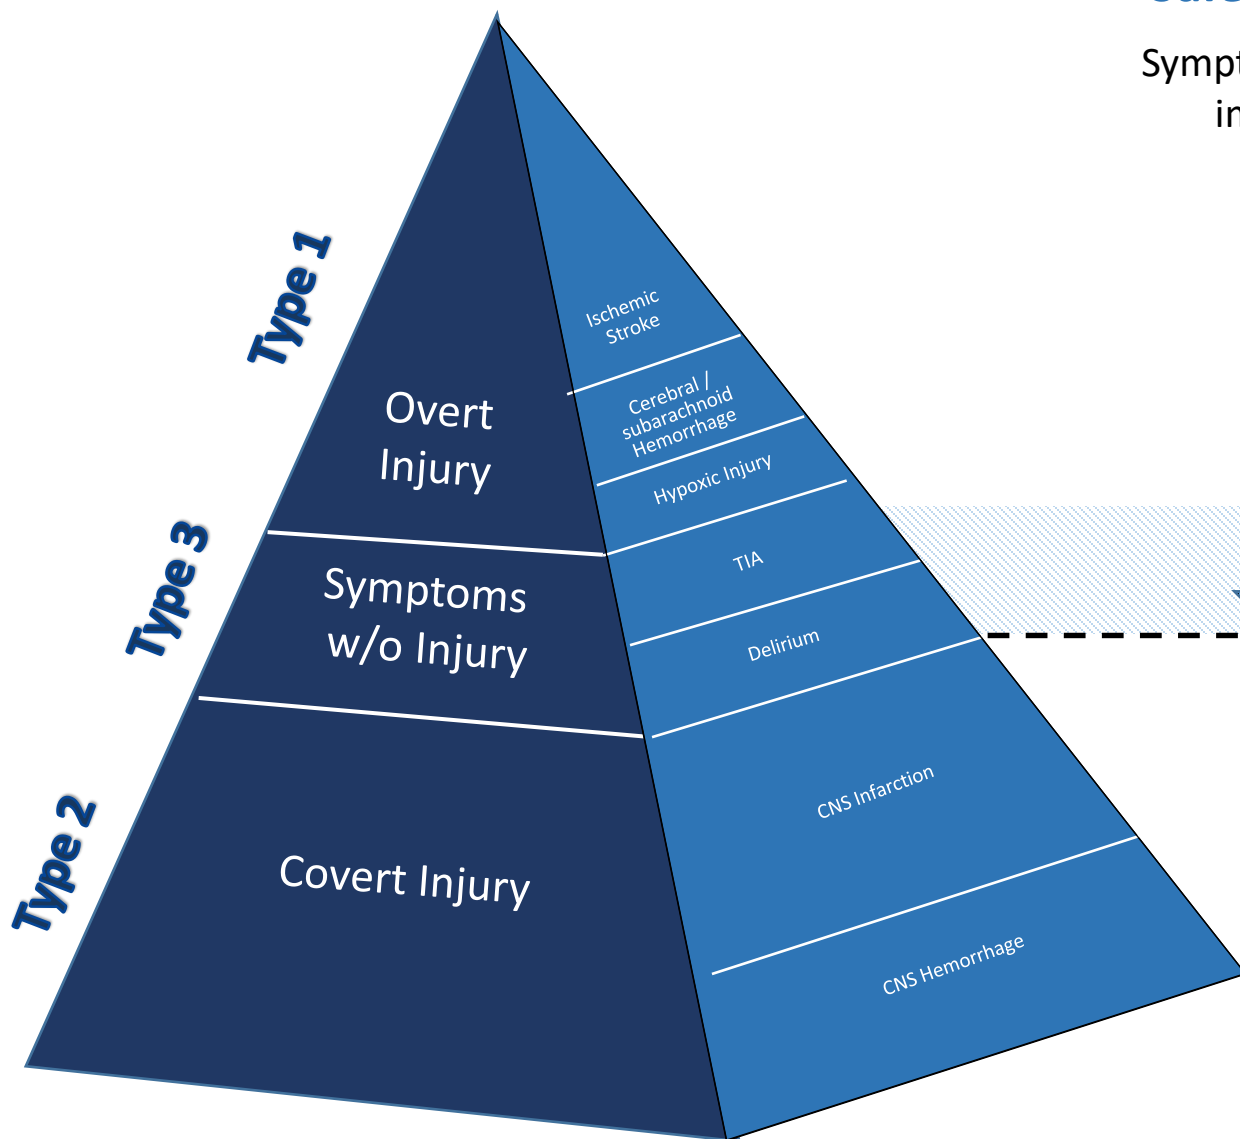 Sympt
in
Type 1
Overt
Injury
Type 3
Symptoms
w/o Injury
Type 2
Covert Injury
Ischemic
Stroke
Cerebral /
subarachnoid
Hemorrhage
Hypoxic Injury
TIA
Delirium
CNS Infarction
CNS Hemorrhage